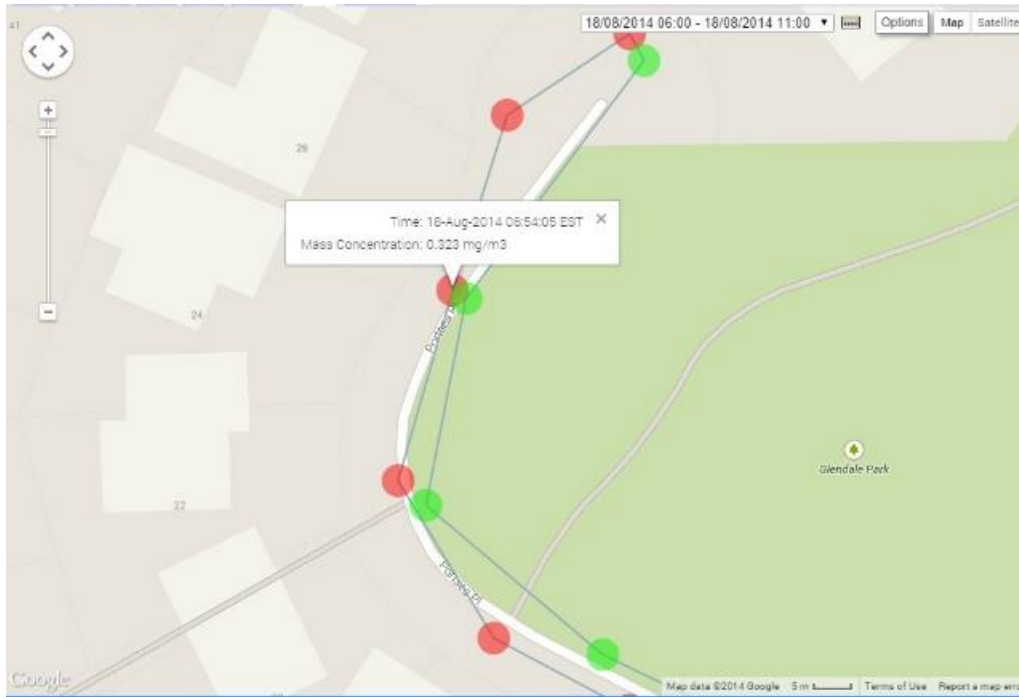 41
18/08/2014 06:00 - 18/08/2014 11:00
Options
Map
Satellite
26
Time: 18-Aug-2014 06:54:05 EST
Mass Concentration: 0.323 mg/m3
24
Glendale Park
22
Google
Map data ©2014 Google
5 m
Terms of Use
Report a map